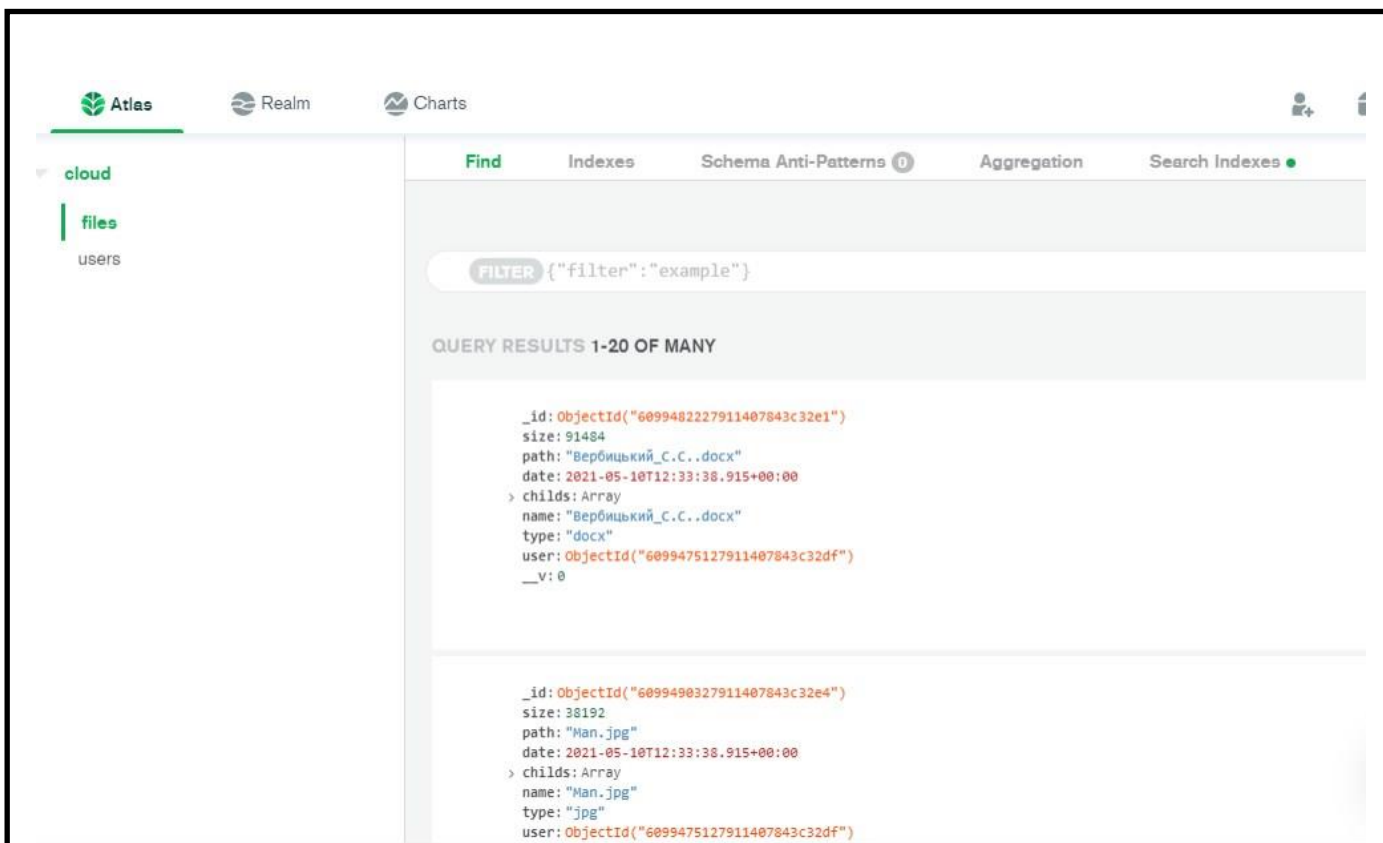 Atlas Realm Charts
Find Indexes Schema Anti-Patterns 0 Aggregation Search Indexes
cloud
files
users
FILTER {"filter":"example"}
QUERY RESULTS 1-20 OF MANY
_id: ObjectId("6099482227911407843c32e1")
size: 91484
path: "Вербицький_С.С..docx"
date: 2021-05-10T12:33:38.915+00:00
> childs: Array
name: "Вербицький_С.С..docx"
type: "docx"
user: ObjectId("6099475127911407843c32df")
__v: 0
_id: ObjectId("6099490327911407843c32e4")
size: 38192
path: "Man.jpg"
date: 2021-05-10T12:33:38.915+00:00
> childs: Array
name: "Man.jpg"
type: "jpg"
user: ObjectId("6099475127911407843c32df")